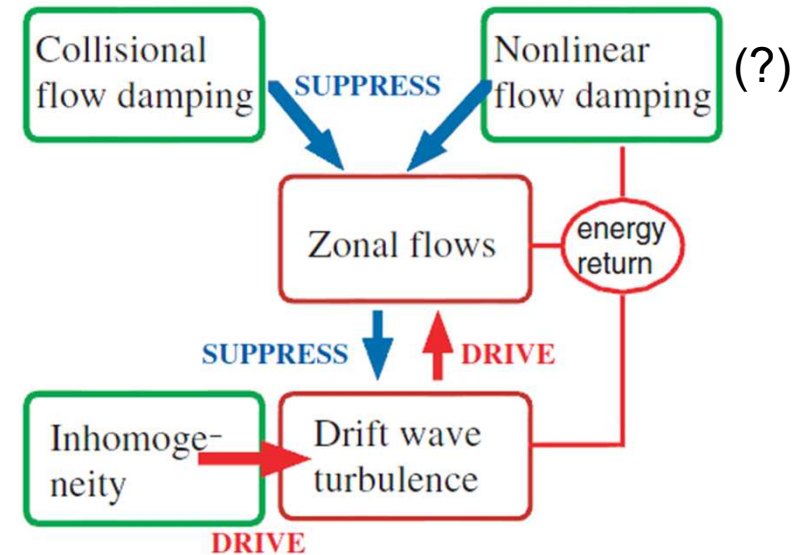 Collisional
flow damping
SUPPRESS
Nonlinear
flow damping
(?)
Zonal flows
energy
return
SUPPRESS
DRIVE
Inhomoge-
neity
Drift wave
turbulence
DRIVE